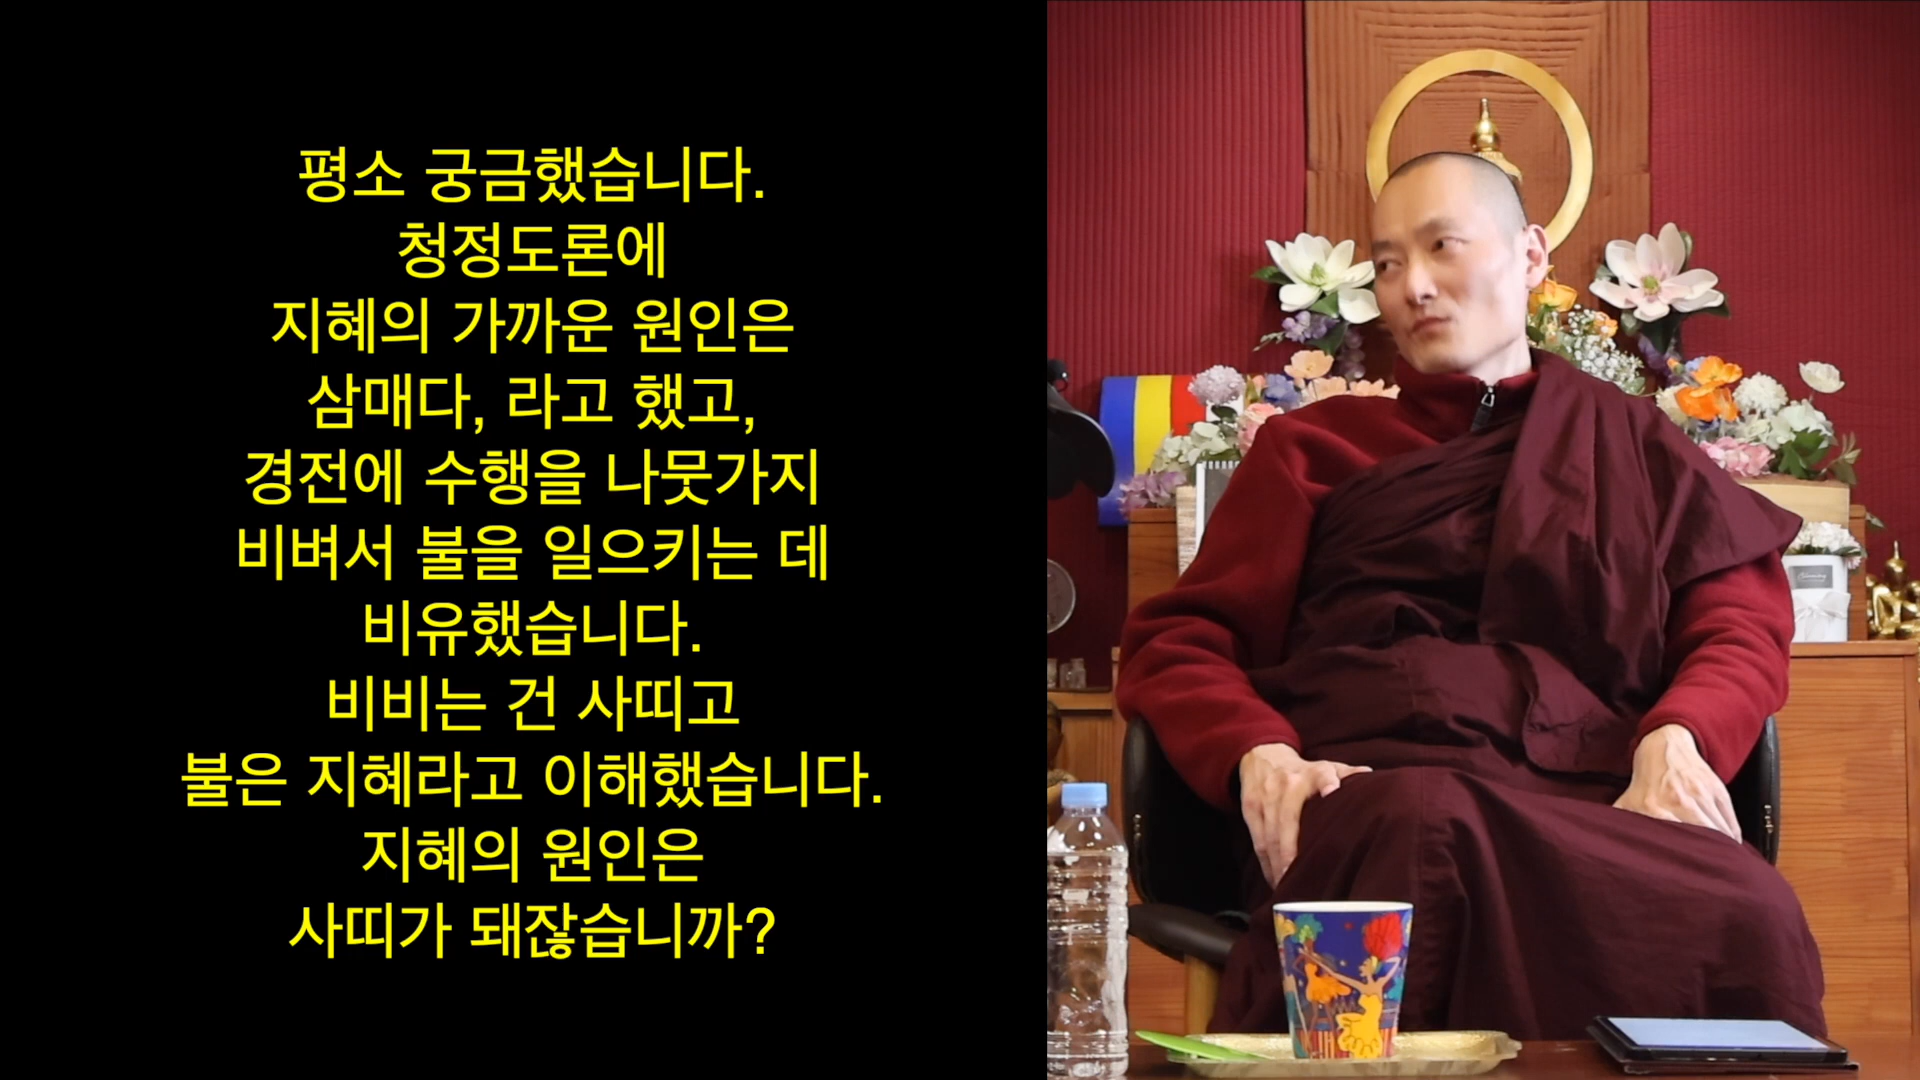 평소 궁금했습니다.
청정도론에
지혜의 가까운 원인은
삼매다, 라고 했고,
경전에 수행을 나뭇가지
비벼서 불을 일으키는 데
비유했습니다.
비비는 건 사띠고
불은 지혜라고 이해했습니다.
지혜의 원인은
사띠가 돼잖습니까?